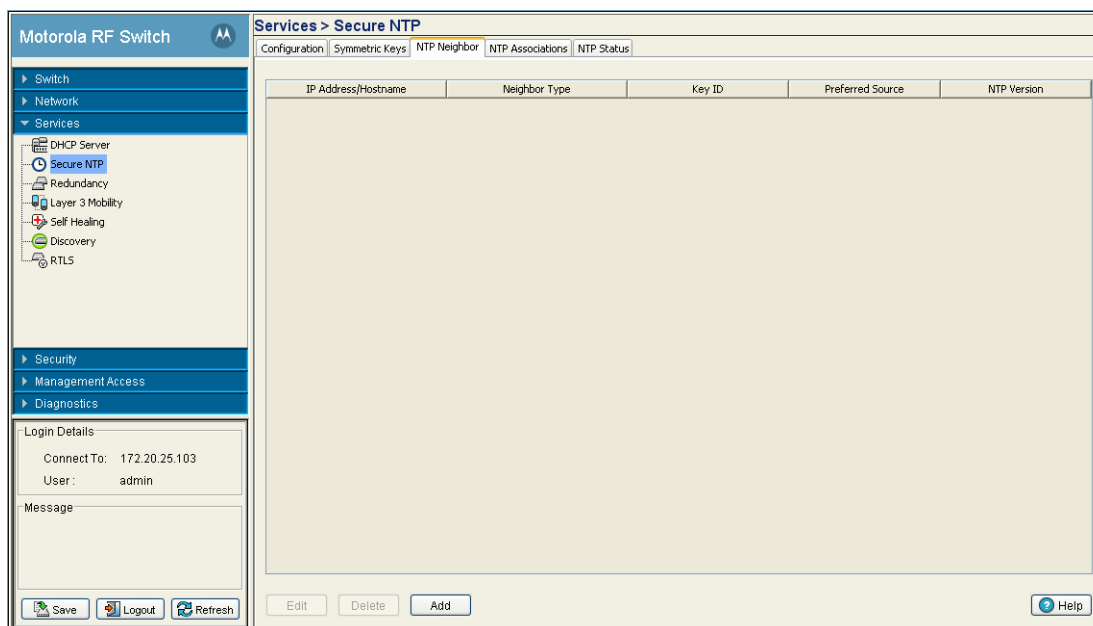 Motorola RF Switch
Switch
Network
Services
DHCP Server
Secure NTP
Redundancy
Layer 3 Mobility
Self Healing
Discovery
RTLS
Security
Management Access
Diagnostics
Login Details
Connect To: 172.20.25.103
User : admin
Message
Save Logout Refresh
Services > Secure NTP
Configuration Symmetric Keys NTP Neighbor NTP Associations NTP Status
IP Address/Hostname Neighbor Type Key ID Preferred Source NTP Version
Edit Delete Add Help